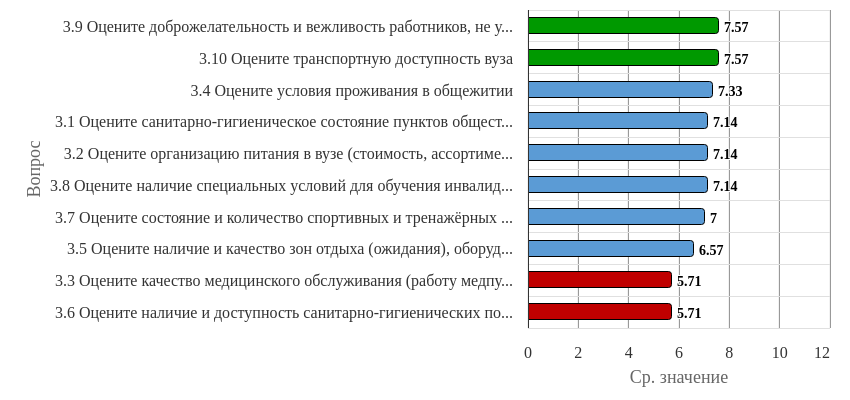 3.9 Оцените доброжелательность и вежливость работников, не у... 7.57
3.10 Оцените транспортную доступность вуза 7.57
3.4 Оцените условия проживания в общежитии 7.33
3.1 Оцените санитарно-гигиеническое состояние пунктов общест... 7.14
3.2 Оцените организацию питания в вузе (стоимость, ассортиме... 7.14
3.8 Оцените наличие специальных условий для обучения инвалид... 7.14
3.7 Оцените состояние и количество спортивных и тренажёрных ... 7
3.5 Оцените наличие и качество зон отдыха (ожидания), оборуд... 6.57
3.3 Оцените качество медицинского обслуживания (работу медпу... 5.71
3.6 Оцените наличие и доступность санитарно-гигиенических по... 5.71
Вопрос
0 2 4 6 8 10 12
Ср. значение